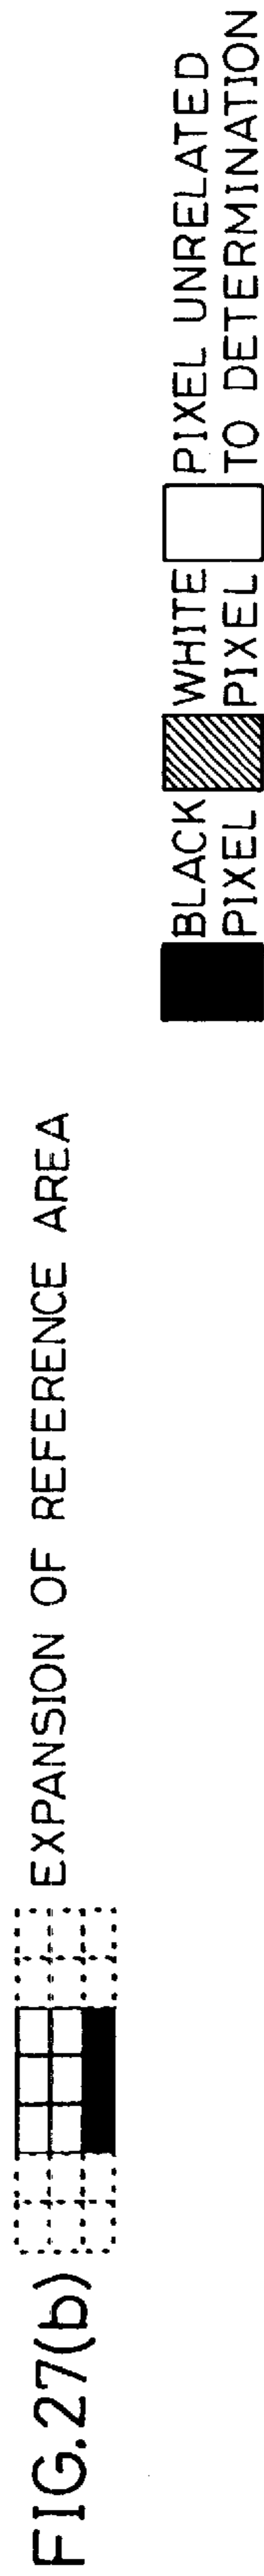 FIG.27(b)
EXPANSION OF REFERENCE AREA
BLACK PIXEL
WHITE PIXEL
PIXEL UNRELATED TO DETERMINATION